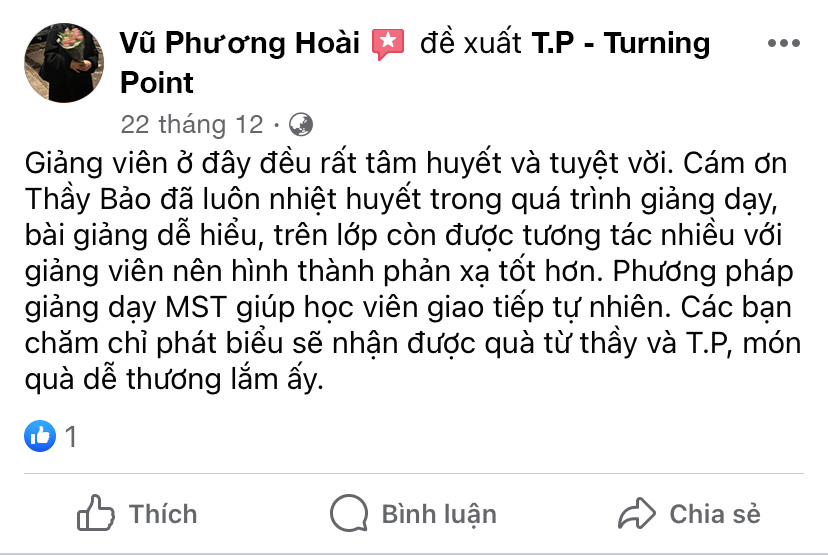 Vũ Phương Hoài đề xuất T.P - Turning
Point
22 tháng 12 ·
Giảng viên ở đây đều rất tâm huyết và tuyệt vời. Cám ơn
Thầy Bảo đã luôn nhiệt huyết trong quá trình giảng dạy,
bài giảng dễ hiểu, trên lớp còn được tương tác nhiều với
giảng viên nên hình thành phản xạ tốt hơn. Phương pháp
giảng dạy MST giúp học viên giao tiếp tự nhiên. Các bạn
chăm chỉ phát biểu sẽ nhận được quà từ thầy và T.P, món
quà dễ thương lắm ấy.
1
Thích Bình luận Chia sẻ